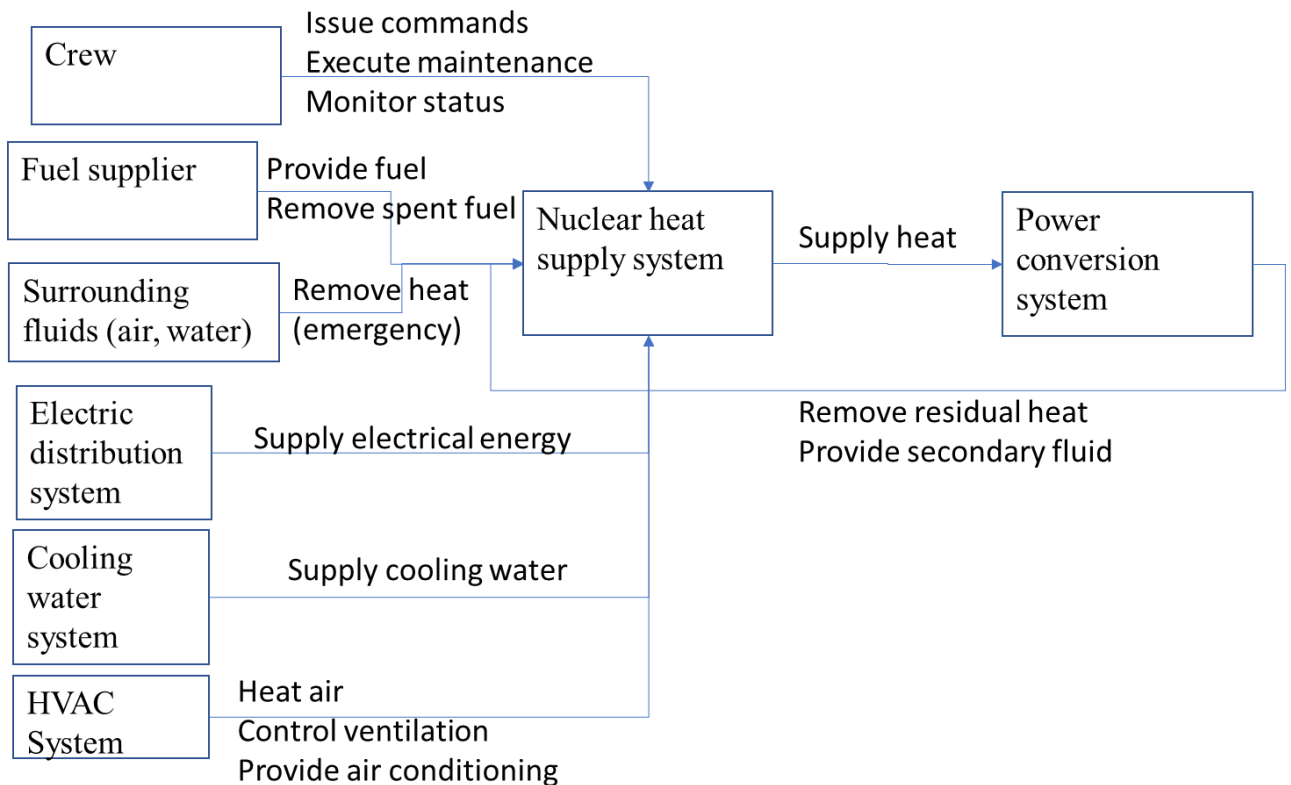 Issue commands
Execute maintenance
Monitor status
Crew
Fuel supplier
Provide fuel
Remove spent fuel
Surrounding
fluids (air, water)
Remove heat
(emergency)
Nuclear heat
supply system
Supply heat
Power
conversion
system
Electric
distribution
system
Supply electrical energy
Remove residual heat
Provide secondary fluid
Cooling
water
system
Supply cooling water
HVAC
System
Heat air
Control ventilation
Provide air conditioning